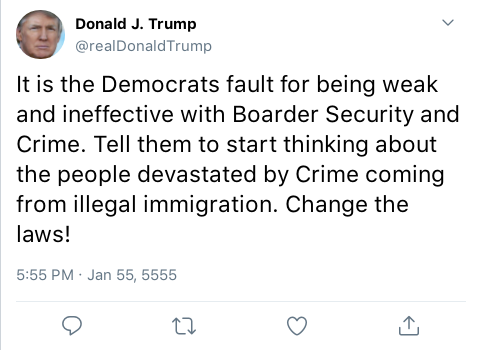 Donald J. Trump
@realDonaldTrump
It is the Democrats fault for being weak
and ineffective with Boarder Security and
Crime. Tell them to start thinking about
the people devastated by Crime coming
from illegal immigration. Change the
laws!
5:55 PM · Jan 55, 5555